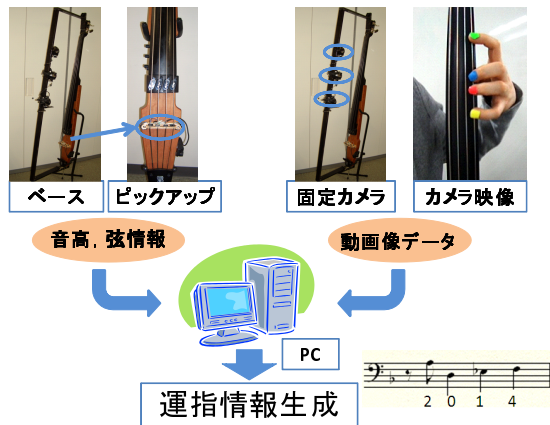 ベース
ピックアップ
固定カメラ
カメラ映像
音高，弦情報
動画像データ
PC
運指情報生成
2 0 1 4